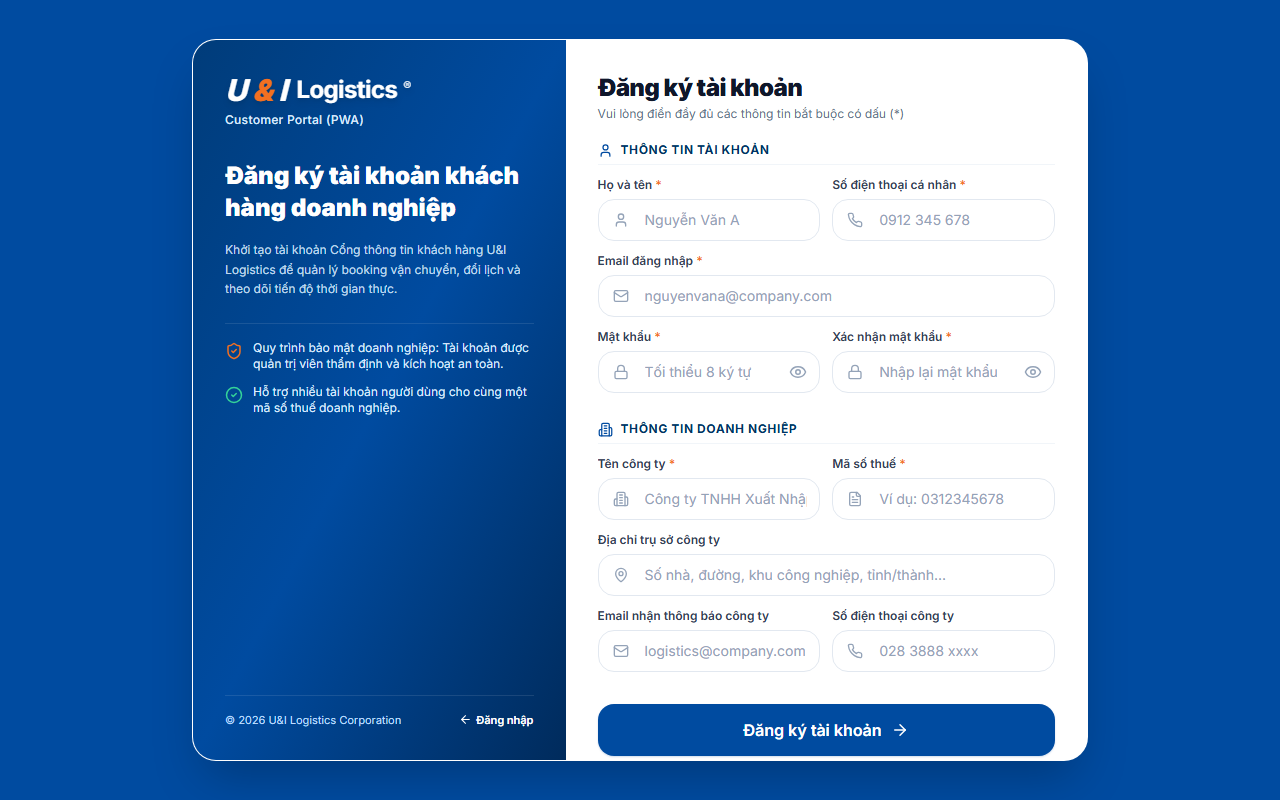 U & I Logistics ®
Customer Portal (PWA)
Đăng ký tài khoản khách
hàng doanh nghiệp
Khởi tạo tài khoản Cổng thông tin khách hàng U&I
Logistics để quản lý booking vận chuyển, đổi lịch và
theo dõi tiến độ thời gian thực.
Quy trình bảo mật doanh nghiệp: Tài khoản được
quản trị viên thẩm định và kích hoạt an toàn.
Hỗ trợ nhiều tài khoản người dùng cho cùng một
mã số thuế doanh nghiệp.
© 2026 U&I Logistics Corporation
← Đăng nhập
Đăng ký tài khoản
Vui lòng điền đầy đủ các thông tin bắt buộc có dấu (*)
THÔNG TIN TÀI KHOẢN
Họ và tên *
Số điện thoại cá nhân *
Nguyễn Văn A
0912 345 678
Email đăng nhập *
nguyenvana@company.com
Mật khẩu *
Xác nhận mật khẩu *
Tối thiểu 8 ký tự
Nhập lại mật khẩu
THÔNG TIN DOANH NGHIỆP
Tên công ty *
Mã số thuế *
Công ty TNHH Xuất Nhậ
Ví dụ: 0312345678
Địa chỉ trụ sở công ty
Số nhà, đường, khu công nghiệp, tỉnh/thành...
Email nhận thông báo công ty
Số điện thoại công ty
logistics@company.com
028 3888 xxxx
Đăng ký tài khoản →